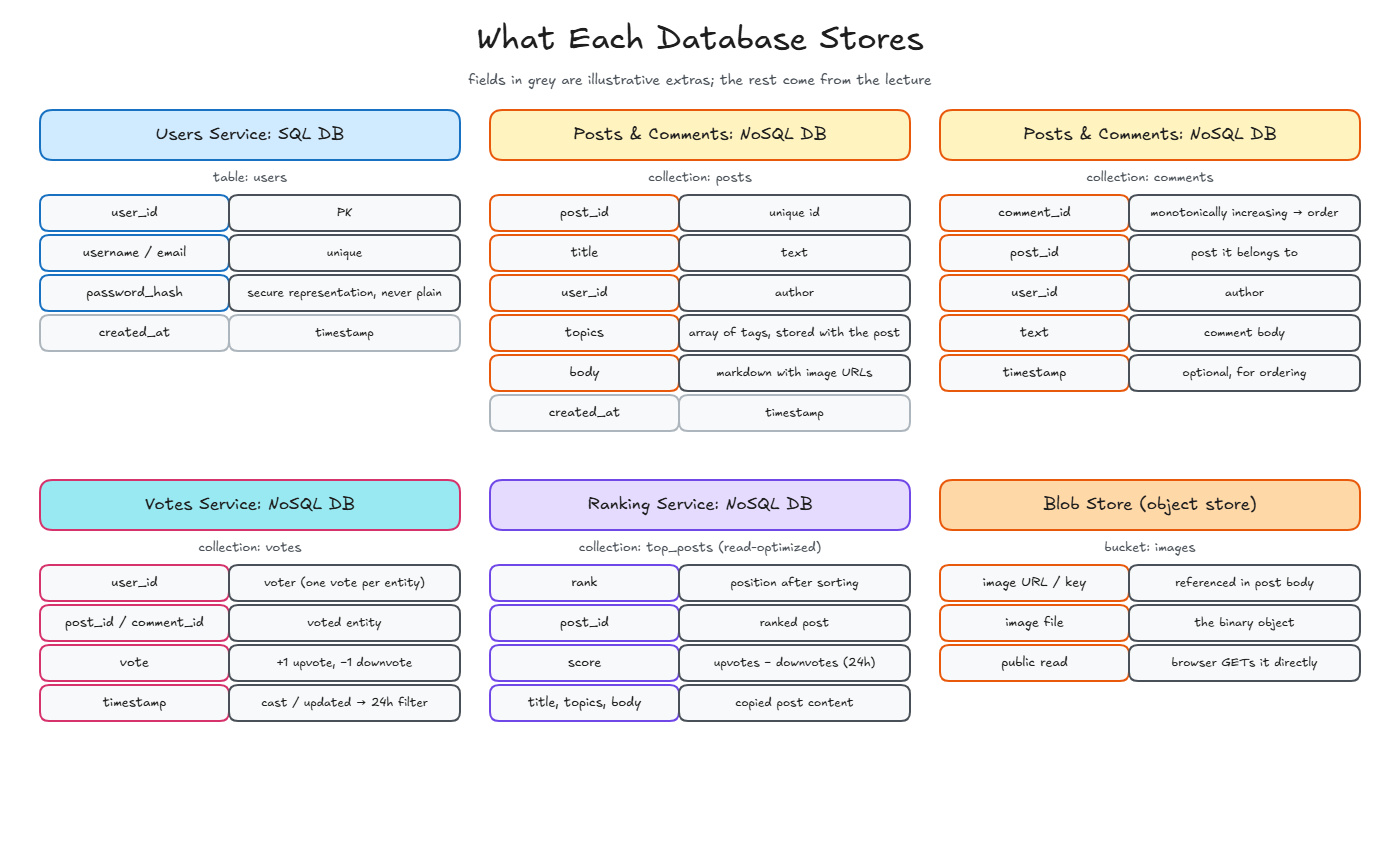 What Each Database Stores
fields in grey are illustrative extras; the rest come from the lecture
Users Service: SQL DB
table: users
user_id PK
username / email unique
password_hash secure representation, never plain
created_at timestamp
Posts & Comments: NoSQL DB
collection: posts
post_id unique id
title text
user_id author
topics array of tags, stored with the post
body markdown with image URLs
created_at timestamp
Posts & Comments: NoSQL DB
collection: comments
comment_id monotonically increasing → order
post_id post it belongs to
user_id author
text comment body
timestamp optional, for ordering
Votes Service: NoSQL DB
collection: votes
user_id voter (one vote per entity)
post_id / comment_id voted entity
vote +1 upvote, −1 downvote
timestamp cast / updated → 24h filter
Ranking Service: NoSQL DB
collection: top_posts (read-optimized)
rank position after sorting
post_id ranked post
score upvotes − downvotes (24h)
title, topics, body copied post content
Blob Store (object store)
bucket: images
image URL / key referenced in post body
image file the binary object
public read browser GETs it directly